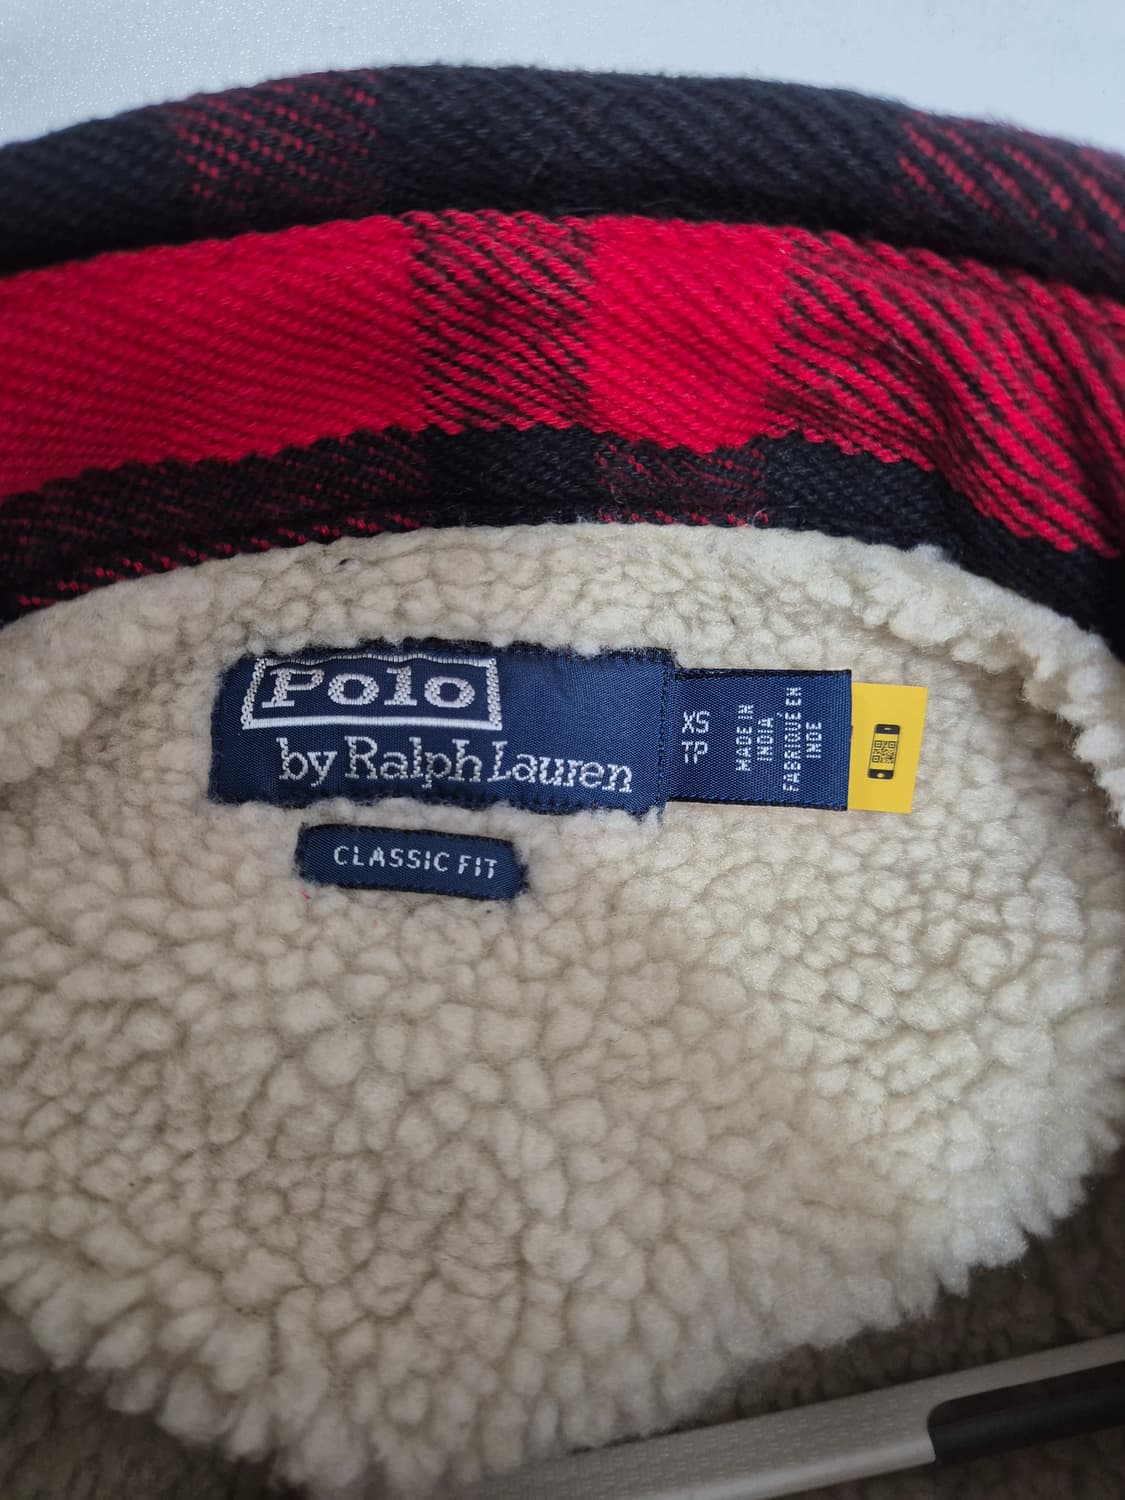 Polo
by Ralph Lauren
XS
TP
MADE IN
INDIA
FABRIQUÉ EN
INDE
CLASSIC FIT